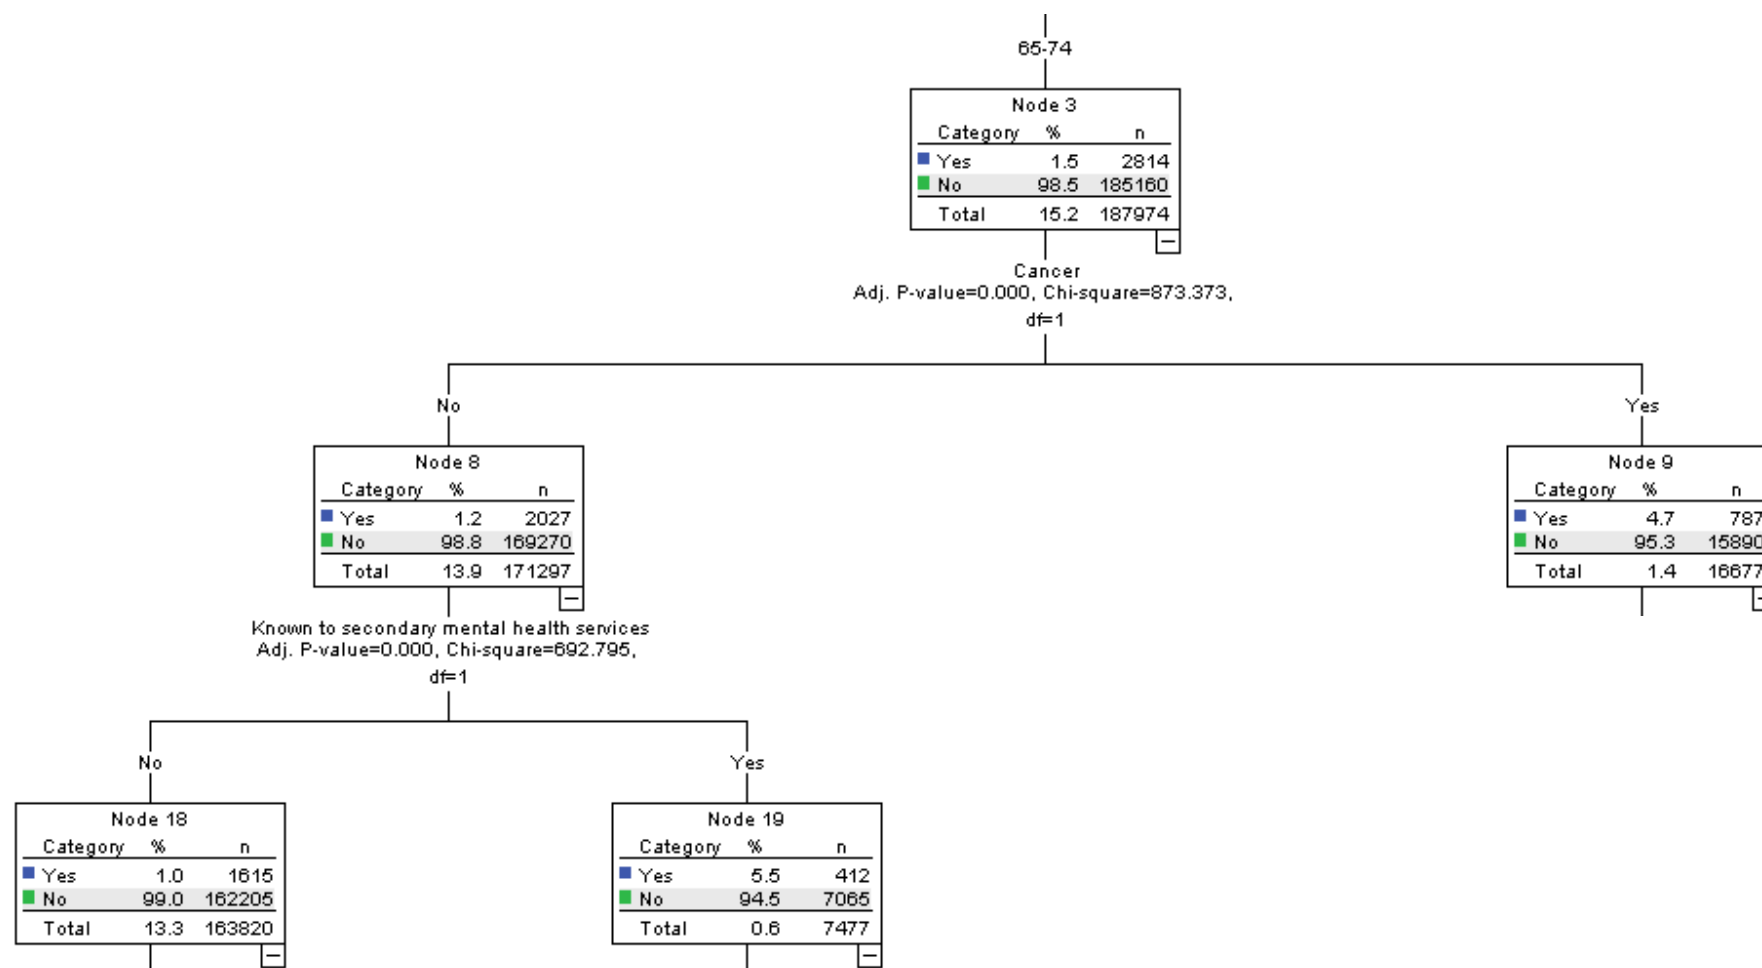 65-74
Node 3
Category % n
Yes 1.5 2814
No 98.5 185160
Total 15.2 187974
Cancer
Adj. P-value=0.000, Chi-square=873.373,
df=1
No
Yes
Node 8
Category % n
Yes 1.2 2027
No 98.8 169270
Total 13.9 171297
Node 9
Category % n
Yes 4.7 787
No 95.3 15890
Total 1.4 16677
Known to secondary mental health services
Adj. P-value=0.000, Chi-square=692.795,
df=1
No
Yes
Node 18
Category % n
Yes 1.0 1615
No 99.0 162205
Total 13.3 163820
Node 19
Category % n
Yes 5.5 412
No 94.5 7065
Total 0.6 7477